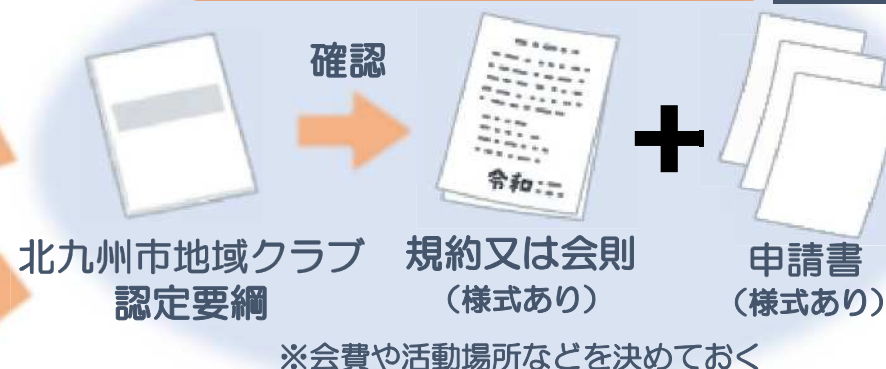 確認
令和
北九州市地域クラブ
認定要綱
規約又は会則
（様式あり）
申請書
（様式あり）
※会費や活動場所などを決めておく